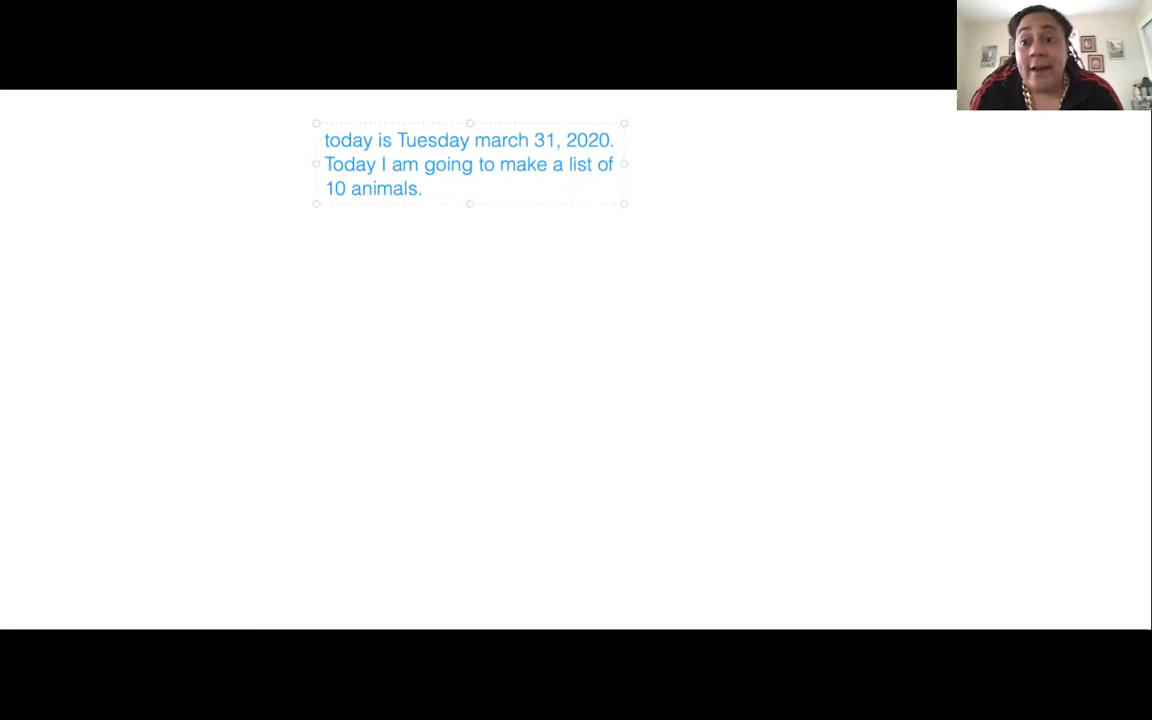 today is Tuesday march 31, 2020.
Today I am going to make a list of
10 animals.